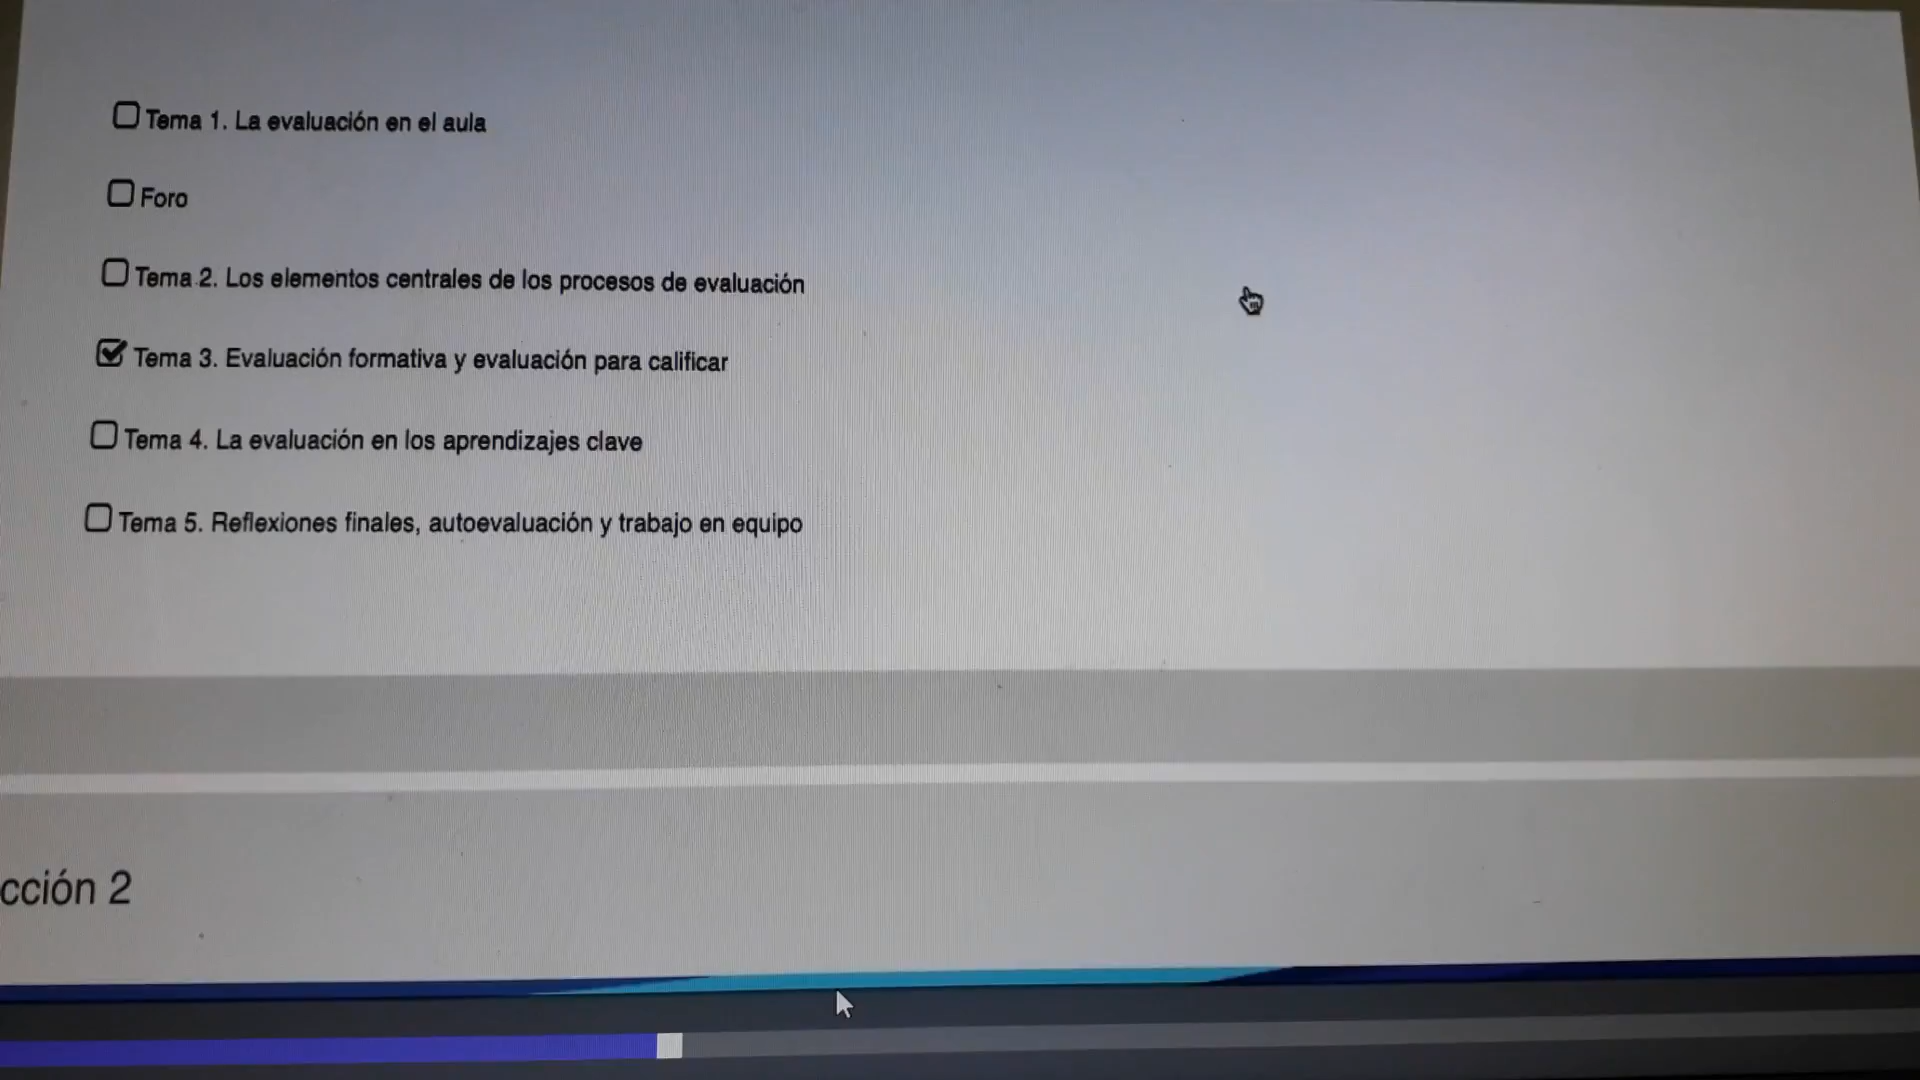 Tema 1. La evaluación en el aula
Foro
Tema 2. Los elementos centrales de los procesos de evaluación
Tema 3. Evaluación formativa y evaluación para calificar
Tema 4. La evaluación en los aprendizajes clave
Tema 5. Reflexiones finales, autoevaluación y trabajo en equipo
cción 2